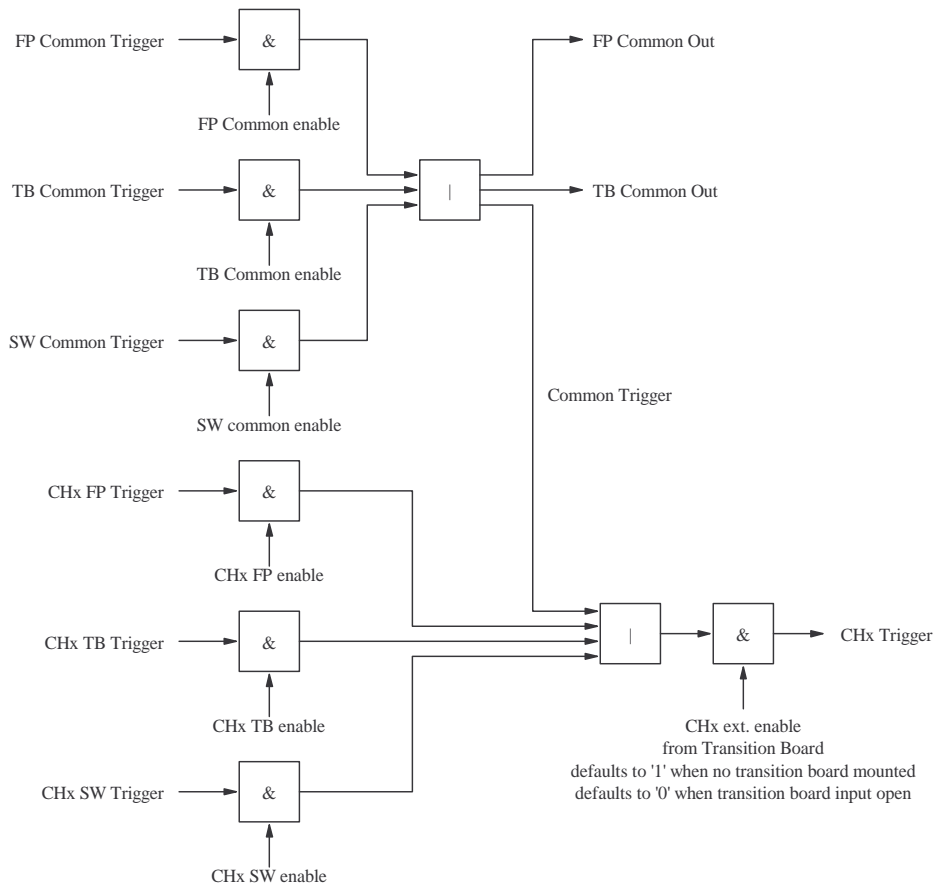 FP Common Trigger
&
FP Common Out
FP Common enable
TB Common Trigger
&
|
TB Common Out
TB Common enable
SW Common Trigger
&
Common Trigger
SW common enable
CHx FP Trigger
&
CHx FP enable
CHx TB Trigger
&
|
&
CHx Trigger
CHx TB enable
CHx ext. enable
from Transition Board
defaults to '1' when no transition board mounted
defaults to '0' when transition board input open
CHx SW Trigger
&
CHx SW enable